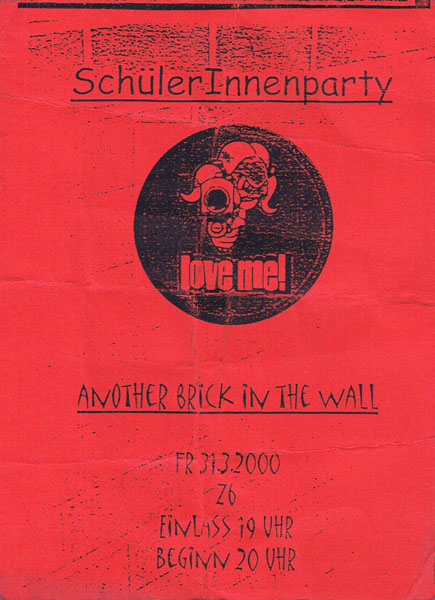 SchülerInnenparty
love me!
ANOTHER BRICK IN THE WALL
FR 31.3.2000
Z6
EINLASS 19 UHR
BEGINN 20 UHR